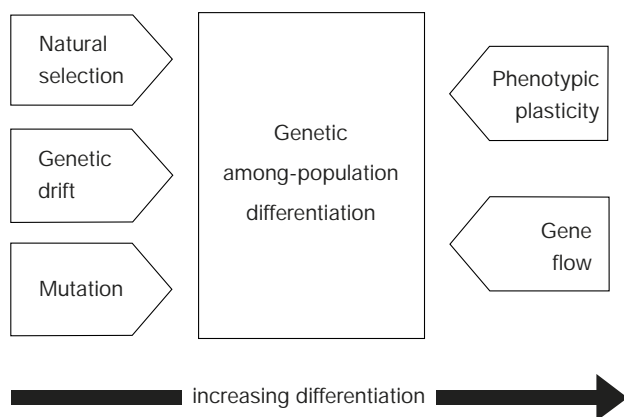 Natural
selection
Genetic
drift
Mutation
Genetic
among-population
differentiation
Phenotypic
plasticity
Gene
flow
increasing differentiation